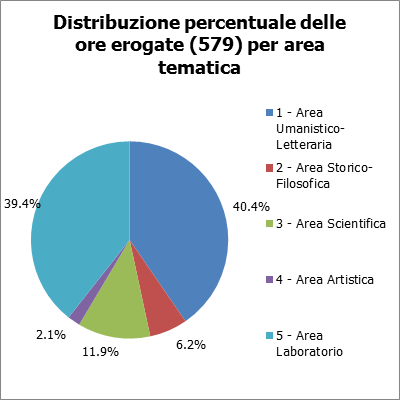 Distribuzione percentuale delle
ore erogate (579) per area
tematica
1 - Area
Umanistico-
Letteraria
2 - Area Storico-
Filosofica
3 - Area Scientifica
4 - Area Artistica
5 - Area
Laboratorio
39.4%
40.4%
2.1%
11.9%
6.2%